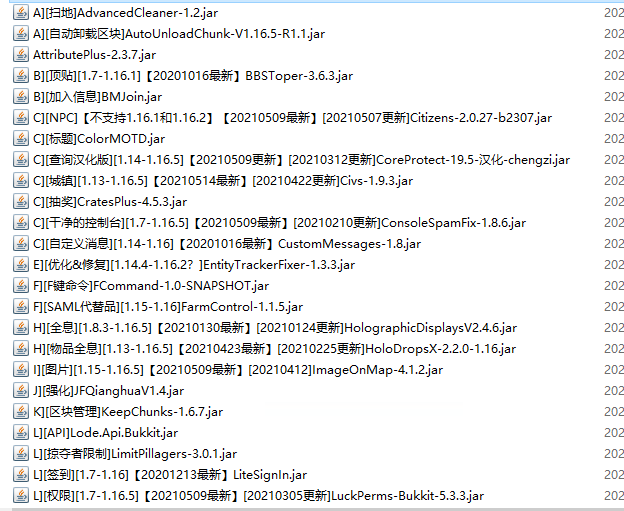 A][扫地]AdvancedCleaner-1.2.jar 202
A][自动卸载区块]AutoUnloadChunk-V1.16.5-R1.1.jar 202
AttributePlus-2.3.7.jar 202
B][顶贴][1.7-1.16.1]【20201016最新】BBSToper-3.6.3.jar 202
B][加入信息]BMJoin.jar 202
C][NPC]【不支持1.16.1和1.16.2】【20210509最新】[20210507更新]Citizens-2.0.27-b2307.jar 202
C][标题]ColorMOTD.jar 202
C][查询汉化版][1.14-1.16.5]【20210509更新】[20210312更新]CoreProtect-19.5-汉化-chengzi.jar 202
C][城镇][1.13-1.16.5]【20210514最新】[20210422更新]Civs-1.9.3.jar 202
C][抽奖]CratesPlus-4.5.3.jar 202
C][干净的控制台][1.7-1.16.5]【20210509最新】[20210210更新]ConsoleSpamFix-1.8.6.jar 202
C][自定义消息][1.14-1.16]【20201016最新】CustomMessages-1.8.jar 202
E][优化&修复][1.14.4-1.16.2？]EntityTrackerFixer-1.3.3.jar 202
F][F键命令]FCommand-1.0-SNAPSHOT.jar 202
F][SAML代替品][1.15-1.16]FarmControl-1.1.5.jar 202
H][全息][1.8.3-1.16.5]【20210130最新】[20210124更新]HolographicDisplaysV2.4.6.jar 202
H][物品全息][1.13-1.16.5]【20210423最新】[20210225更新]HoloDropsX-2.2.0-1.16.jar 202
I][图片][1.15-1.16.5]【20210509最新】[20210412]ImageOnMap-4.1.2.jar 202
J][强化]JFQianghuaV1.4.jar 202
K][区块管理]KeepChunks-1.6.7.jar 202
L][API]Lode.Api.Bukkit.jar 202
L][掠夺者限制]LimitPillagers-3.0.1.jar 202
L][签到][1.7-1.16]【20201213最新】LiteSignIn.jar 202
L][权限][1.7-1.16.5]【20210509最新】[20210305更新]LuckPerms-Bukkit-5.3.3.jar 202